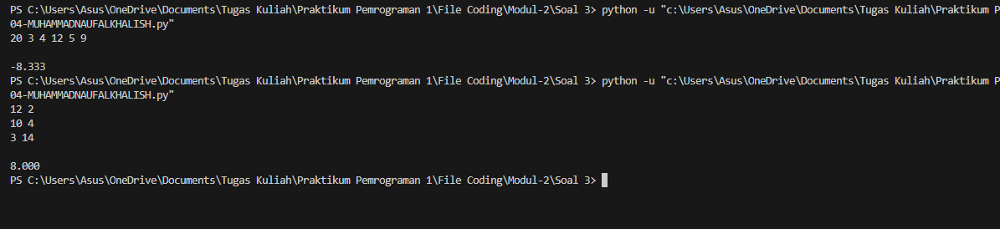 PS C:\Users\Asus\OneDrive\Documents\Tugas Kuliah\Praktikum Pemrograman 1\File Coding\Modul-2\Soal 3> python -u "c:\Users\Asus\OneDrive\Documents\Tugas Kuliah\Praktikum P
04-MUHAMMADNAUFALKHALISH.py"
20 3 4 12 5 9
-8.333
PS C:\Users\Asus\OneDrive\Documents\Tugas Kuliah\Praktikum Pemrograman 1\File Coding\Modul-2\Soal 3> python -u "c:\Users\Asus\OneDrive\Documents\Tugas Kuliah\Praktikum P
04-MUHAMMADNAUFALKHALISH.py"
12 2
10 4
3 14
8.000
PS C:\Users\Asus\OneDrive\Documents\Tugas Kuliah\Praktikum Pemrograman 1\File Coding\Modul-2\Soal 3>